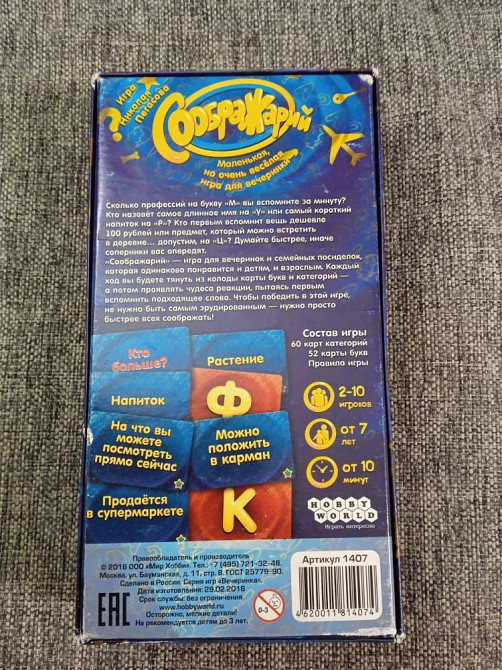 Игра
Николая
Пегасова
Соображарий
Маленькая,
но очень весёлая
игра для вечеринки
Сколько профессий на букву «М» вы вспомните за минуту?
Кто назовёт самое длинное имя на «У» или самый короткий
напиток на «Р»? Кто первым вспомнит вещь дешевле
100 рублей или предмет, который можно встретить
в деревне... допустим, на «Ц»? Думайте быстрее, иначе
соперники вас опередят.
«Соображарий» — игра для вечеринок и семейных посиделок,
которая одинаково понравится и детям, и взрослым. Каждый
ход вы будете тянуть из колоды карты букв и категорий —
а потом проявлять чудеса реакции, пытаясь первым
вспомнить подходящее слово. Чтобы победить в этой игре,
не нужно быть самым эрудированным — нужно просто
быстрее всех соображать!
Состав игры
60 карт категорий
52 карты букв
Правила игры
Кто
больше?
Растение
Напиток
Ф
На что вы
можете
посмотреть
прямо сейчас
Можно
положить
в карман
Продаётся
в супермаркете
К
2-10
игроков
от 7
лет
от 10
минут
HOBBY
WORLD
Играть интересно
Правообладатель и производитель
© 2016 ООО «Мир Хобби». Тел.: +7 (495) 721-32-48.
Москва, ул. Бауманская, д. 11, стр. 8. ГОСТ 25779-90.
Сделано в России. Серия игр «Вечеринка».
Дата изготовления: 29.02.2016
Срок службы: без ограничения.
www.hobbyworld.ru
Осторожно, мелкие детали!
Не рекомендуется детям до 3 лет.
EAC
0-3
Артикул 1407
4 620011 814074